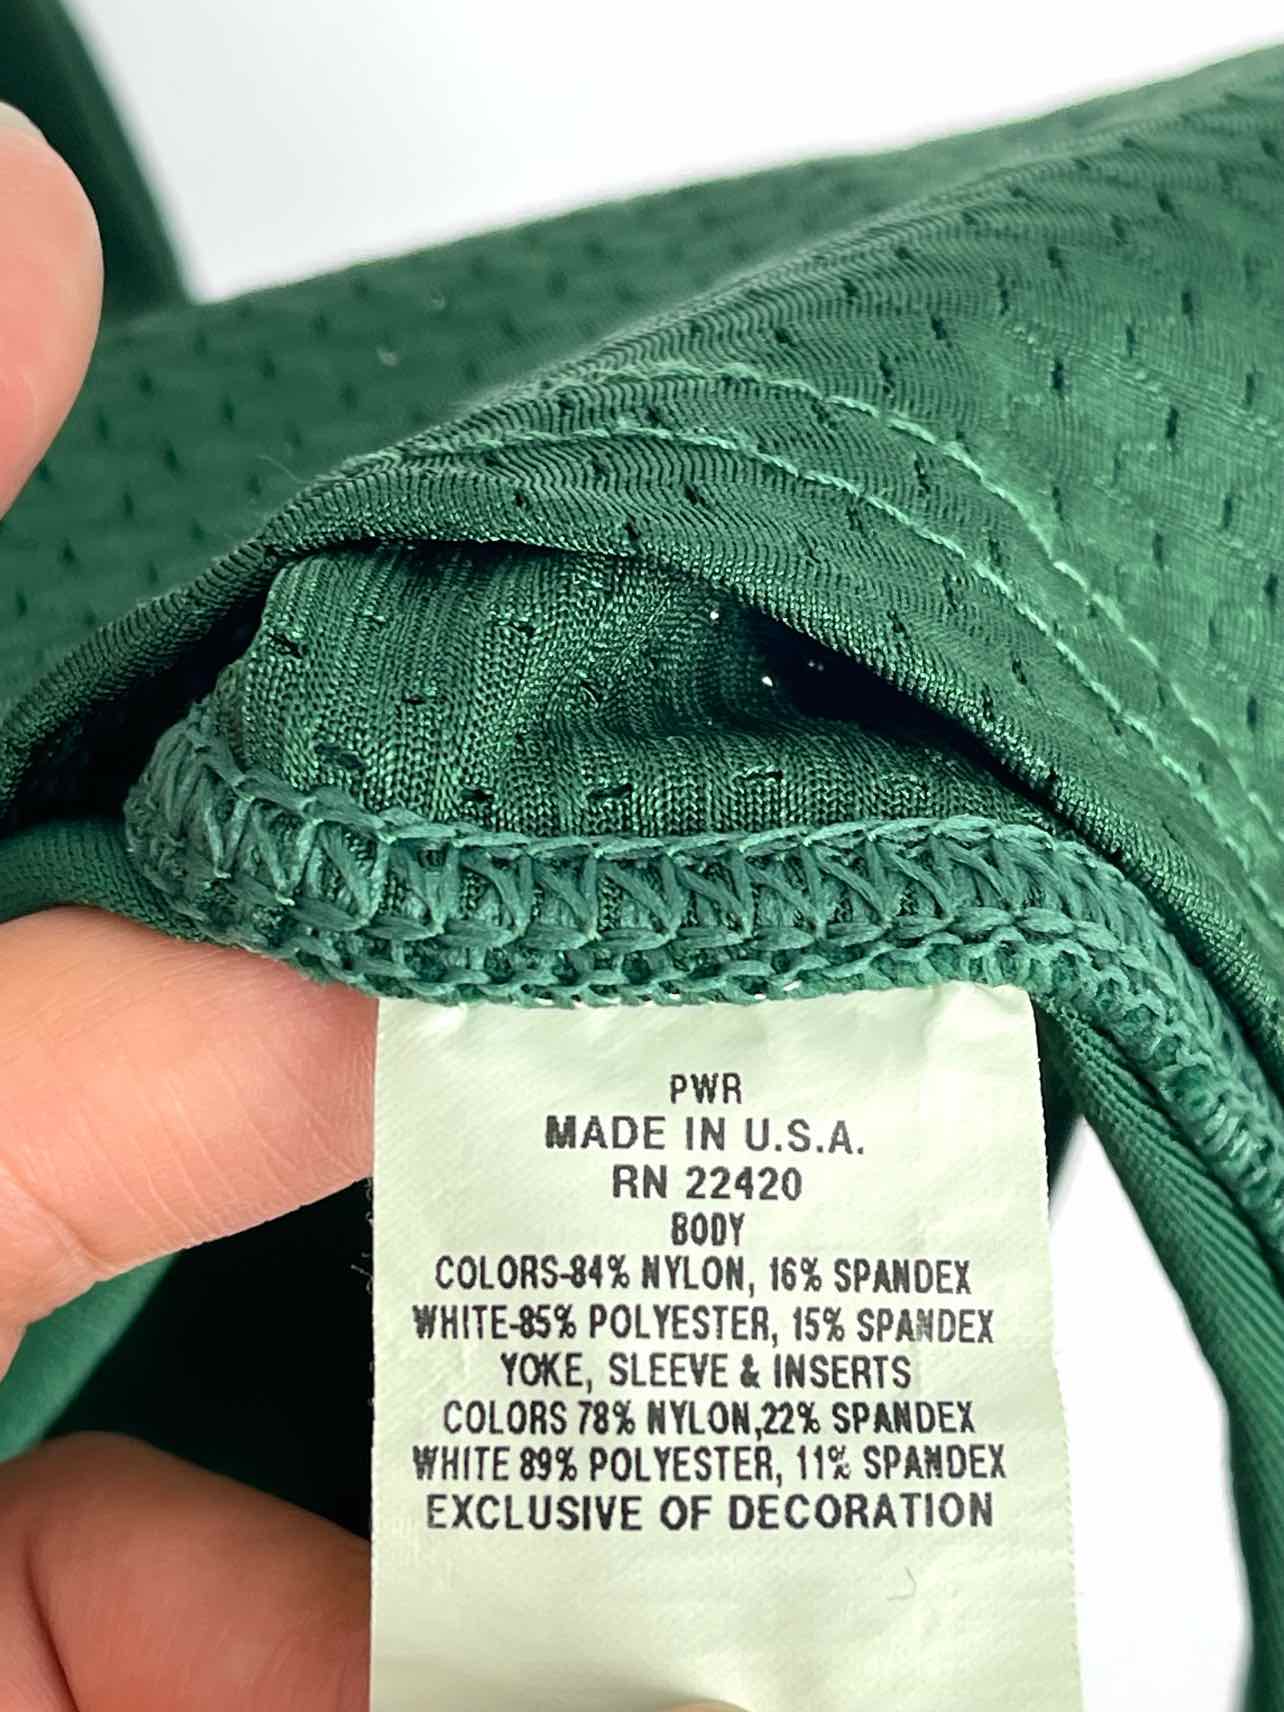 PWR
MADE IN U.S.A.
RN 22420
BODY
COLORS-84% NYLON, 16% SPANDEX
WHITE-85% POLYESTER, 15% SPANDEX
YOKE, SLEEVE & INSERTS
COLORS 78% NYLON,22% SPANDEX
WHITE 89% POLYESTER, 11% SPANDEX
EXCLUSIVE OF DECORATION